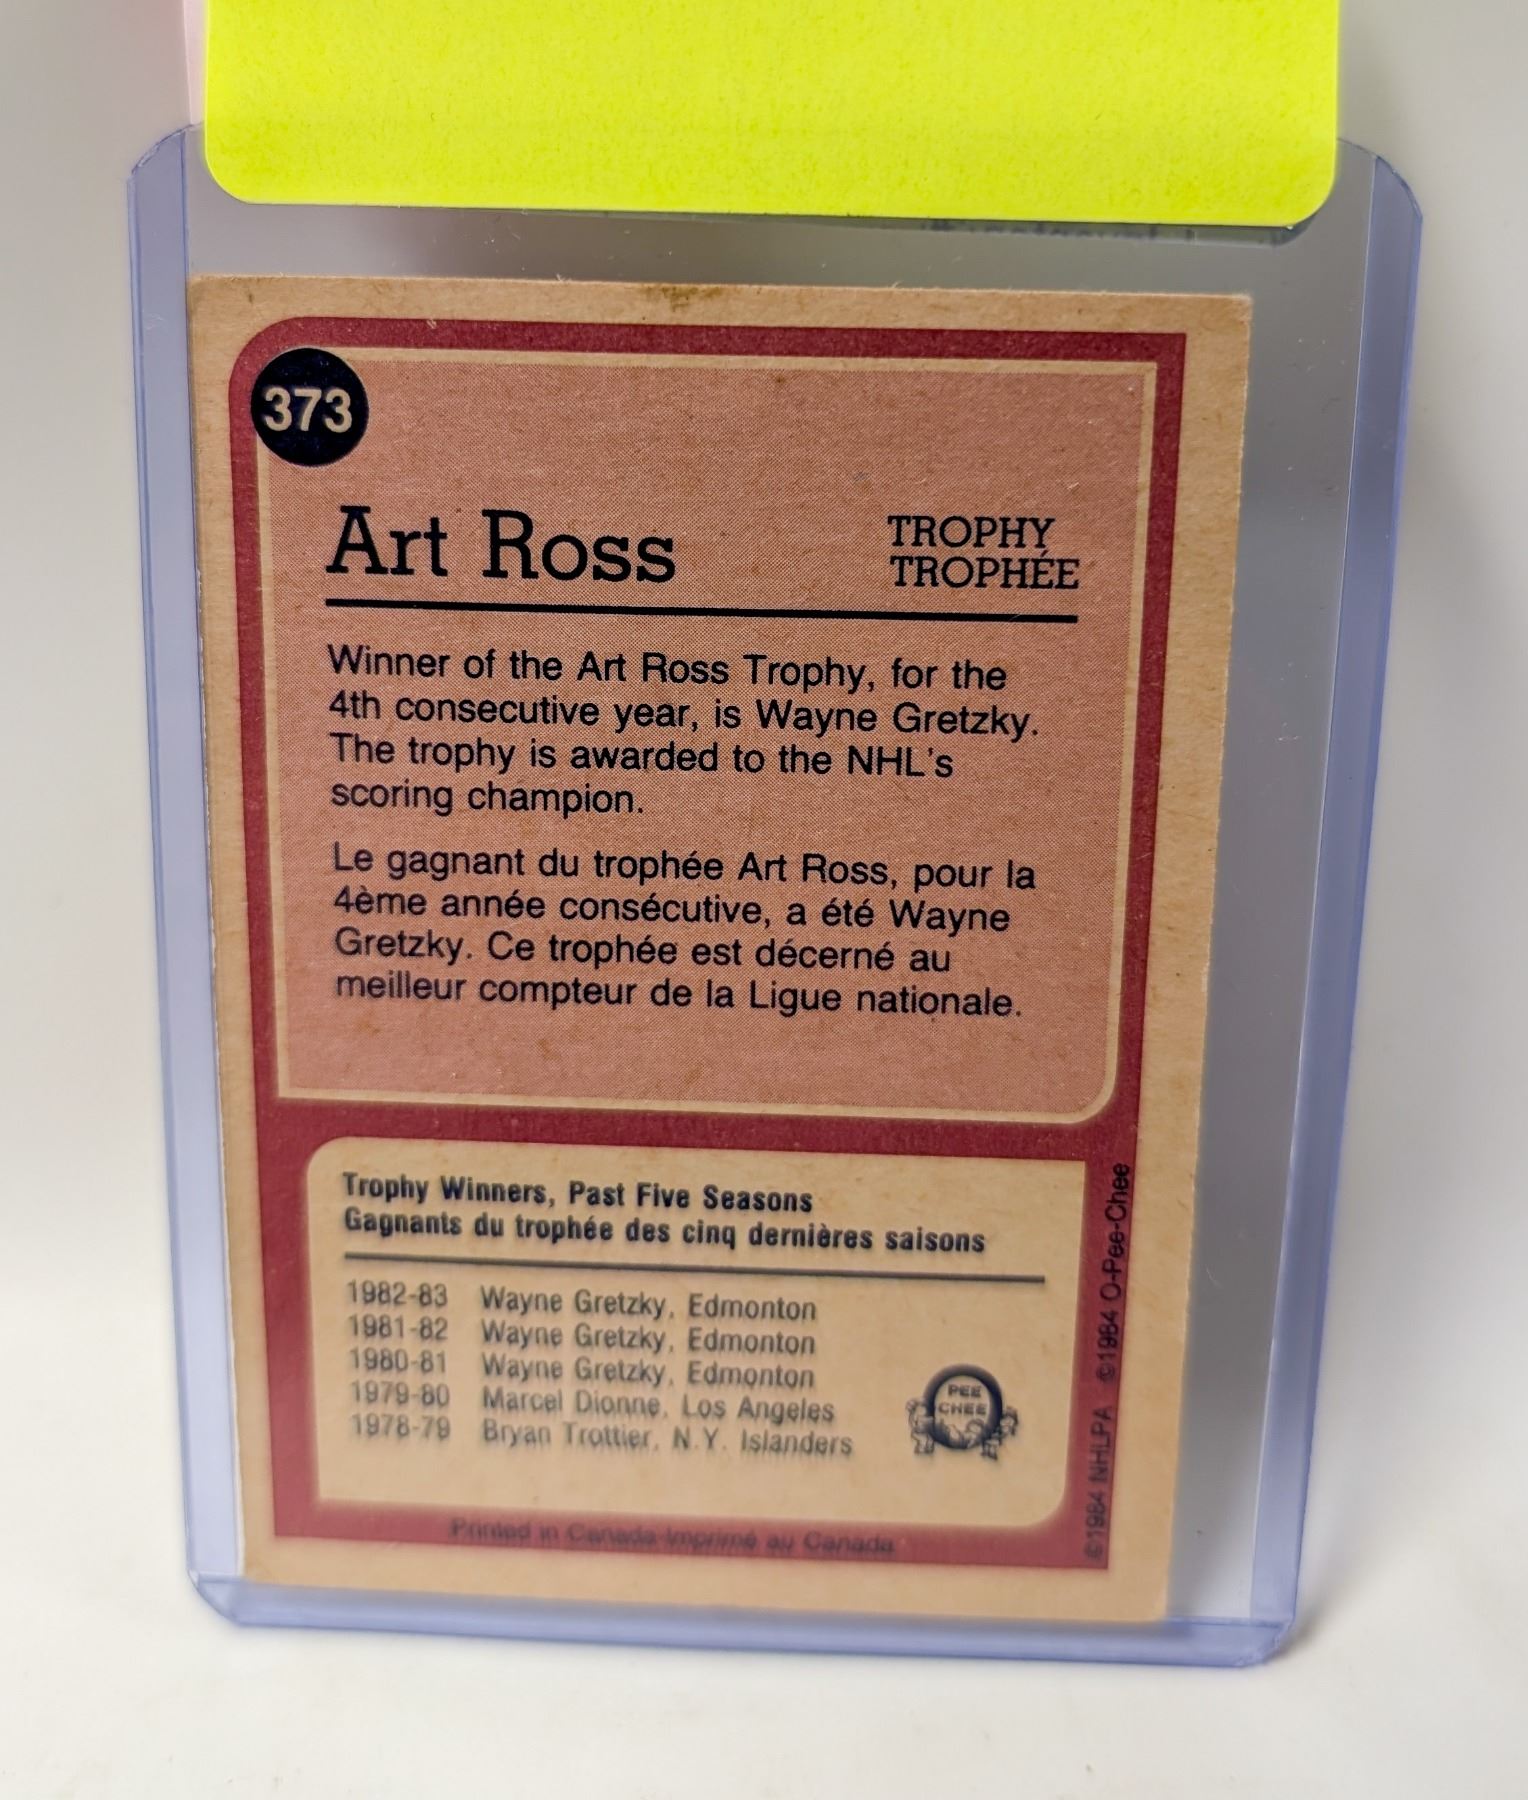 373
Art Ross
TROPHY
TROPHÉE
Winner of the Art Ross Trophy, for the
4th consecutive year, is Wayne Gretzky.
The trophy is awarded to the NHL's
scoring champion.
Le gagnant du trophée Art Ross, pour la
4ème année consécutive, a été Wayne
Gretzky. Ce trophée est décerné au
meilleur compteur de la Ligue nationale.
Trophy Winners, Past Five Seasons
Gagnants du trophée des cinq dernières saisons
1982-83 Wayne Gretzky, Edmonton
1981-82 Wayne Gretzky, Edmonton
1980-81 Wayne Gretzky, Edmonton
1979-80 Marcel Dionne, Los Angeles
1978-79 Bryan Trottier, N.Y. Islanders
PEE
CHEE
Printed in Canada-Imprimé au Canada
©1984 NHLPA ©1984 O-Pee-Chee